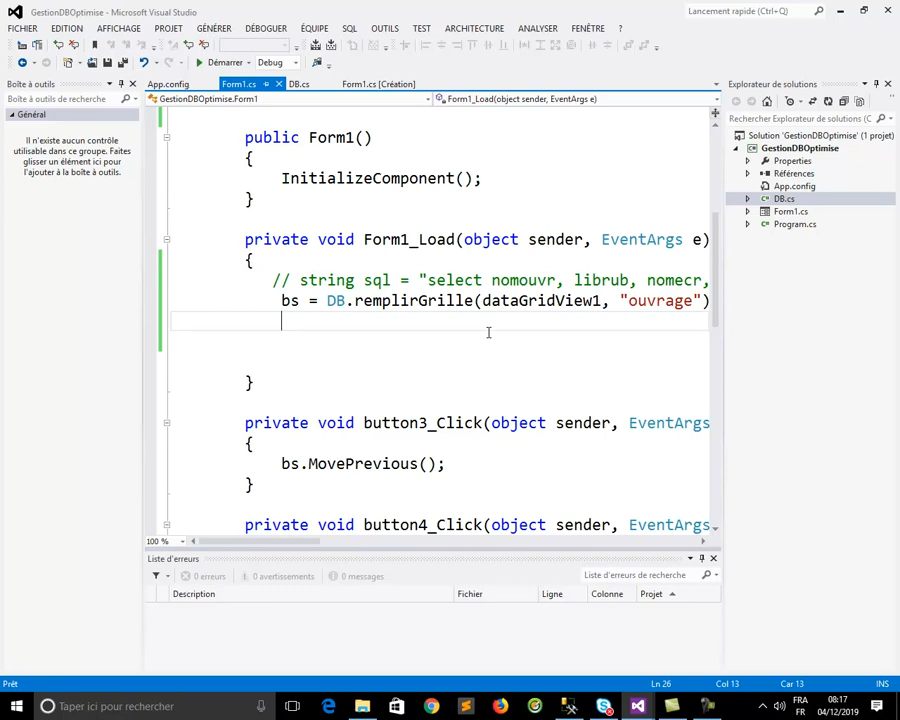 GestionDBOptimise - Microsoft Visual Studio
Lancement rapide (Ctrl+Q)
FICHIER EDITION AFFICHAGE PROJET GÉNÉRER DÉBOGUER ÉQUIPE SQL OUTILS TEST ARCHITECTURE ANALYSER FENÊTRE ?
Démarrer Debug
Boîte à outils
App.config Form1.cs DB.cs Form1.cs [Création]
Explorateur de solutions
Boîte à outils de recherche
GestionDBOptimise.Form1
Form1_Load(object sender, EventArgs e)
Général
Il n'existe aucun contrôle
utilisable dans ce groupe. Faites
glisser un élément ici pour
l'ajouter à la boîte à outils.
public Form1()
{
InitializeComponent();
}
private void Form1_Load(object sender, EventArgs e)
{
// string sql = "select nomouvr, librub, nomecr,
bs = DB.remplirGrille(dataGridView1, "ouvrage")
}
private void button3_Click(object sender, EventArgs
{
bs.MovePrevious();
}
private void button4_Click(object sender, EventArgs
100 %
Rechercher Explorateur de solutions
Solution 'GestionDBOptimise' (1 projet)
GestionDBOptimise
Properties
Références
App.config
DB.cs
Form1.cs
Program.cs
Liste d'erreurs
0 erreurs 0 avertissements 0 messages
Liste d'erreurs de recherche
Description Fichier Ligne Colonne Projet
Prêt Ln 26 Col 13 Car 13 INS
Taper ici pour rechercher
FRA
FR
08:17
04/12/2019